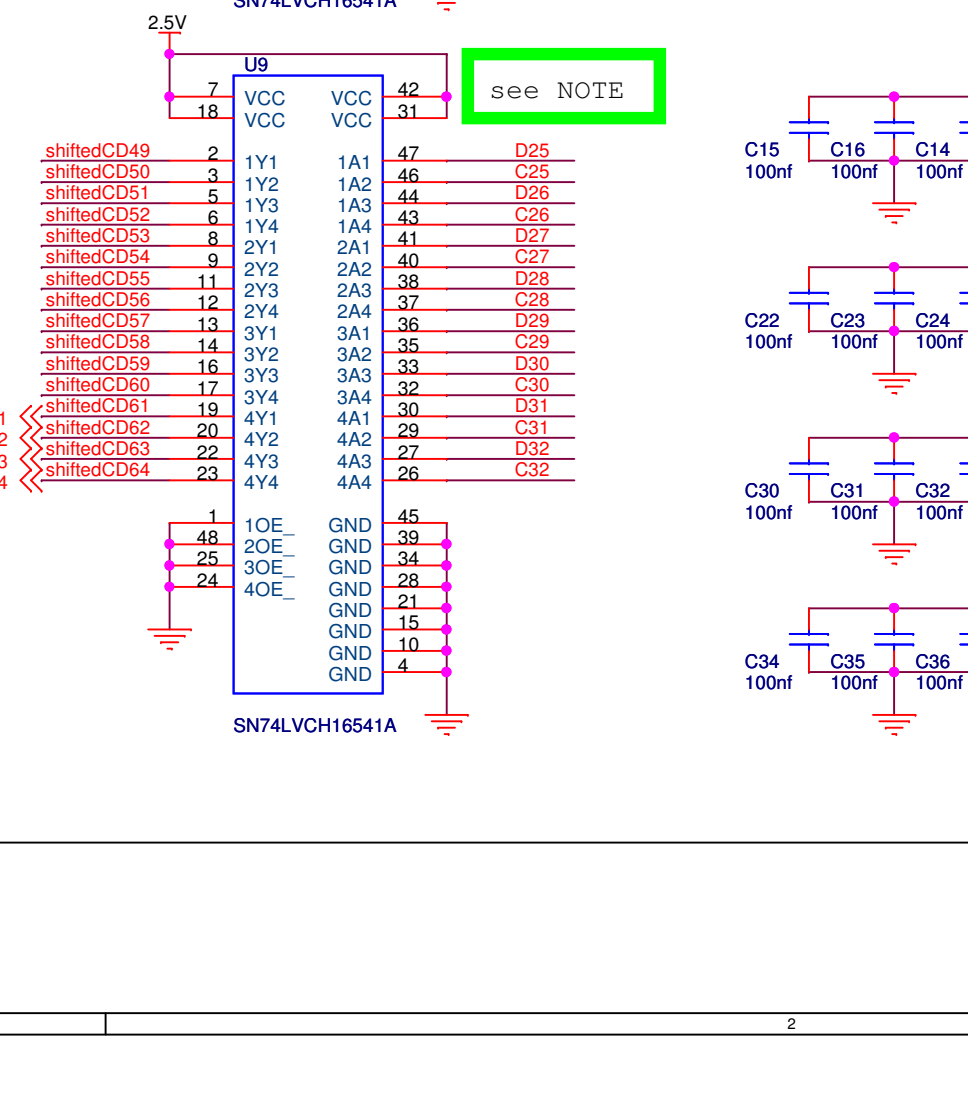 SN74LVCH16541A
2.5V
U9
see NOTE
7 VCC VCC 42
18 VCC VCC 31
shiftedCD49 2 1Y1 1A1 47 D25
shiftedCD50 3 1Y2 1A2 46 C25
shiftedCD51 5 1Y3 1A3 44 D26
shiftedCD52 6 1Y4 1A4 43 C26
shiftedCD53 8 2Y1 2A1 41 D27
shiftedCD54 9 2Y2 2A2 40 C27
shiftedCD55 11 2Y3 2A3 38 D28
shiftedCD56 12 2Y4 2A4 37 C28
shiftedCD57 13 3Y1 3A1 36 D29
shiftedCD58 14 3Y2 3A2 35 C29
shiftedCD59 16 3Y3 3A3 33 D30
shiftedCD60 17 3Y4 3A4 32 C30
1 shiftedCD61 19 4Y1 4A1 30 D31
2 shiftedCD62 20 4Y2 4A2 29 C31
3 shiftedCD63 22 4Y3 4A3 27 D32
4 shiftedCD64 23 4Y4 4A4 26 C32
1 1OE_ GND 45
48 2OE_ GND 39
25 3OE_ GND 34
24 4OE_ GND 28
GND 21
GND 15
GND 10
GND 4
SN74LVCH16541A
C15 C16 C14
100nf 100nf 100nf
C22 C23 C24
100nf 100nf 100nf
C30 C31 C32
100nf 100nf 100nf
C34 C35 C36
100nf 100nf 100nf
2